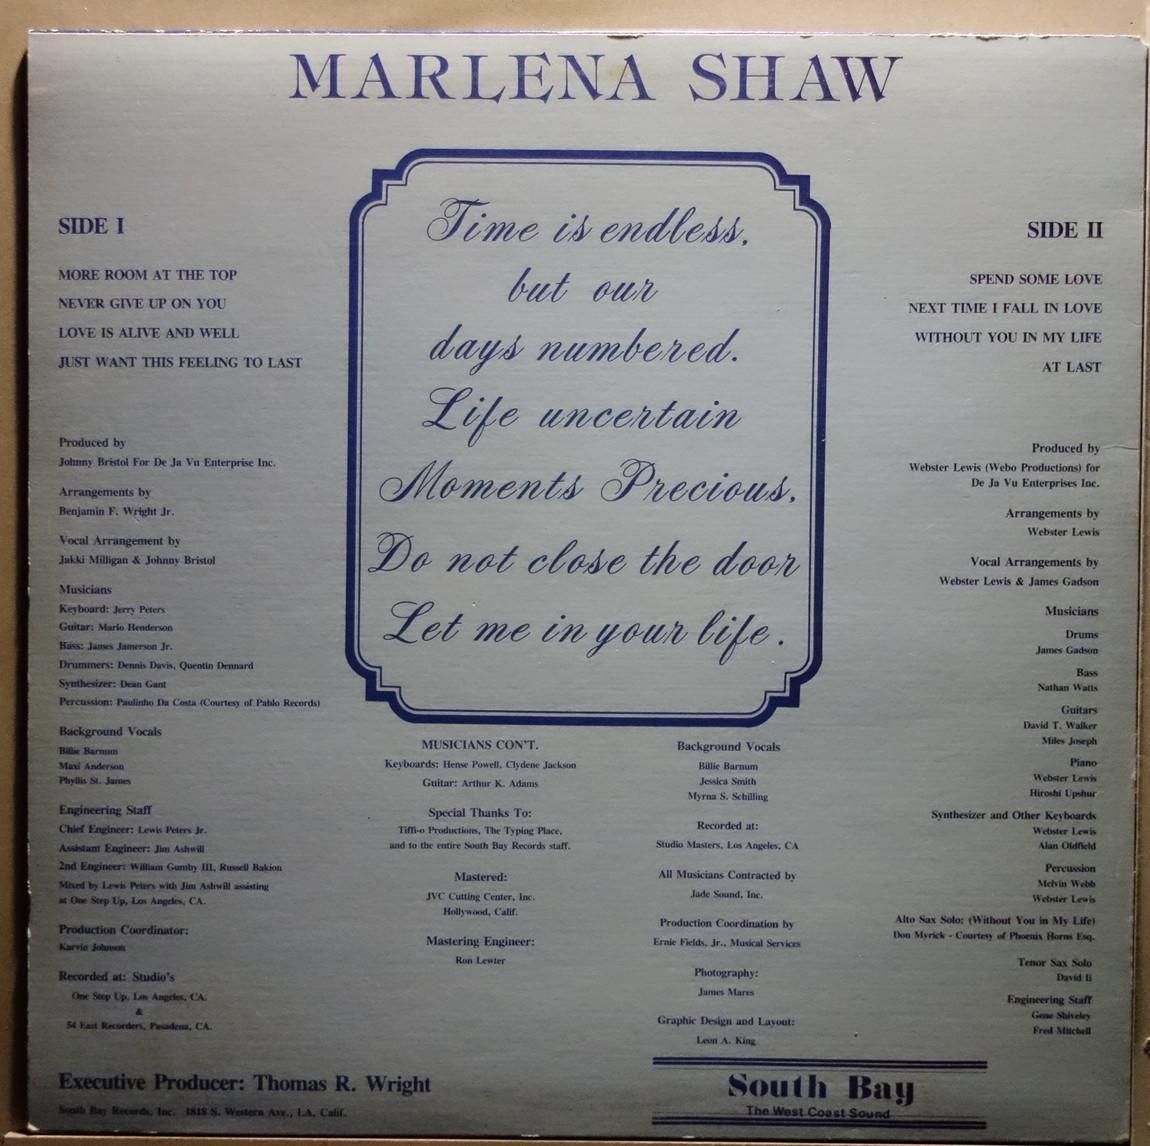 MARLENA SHAW
SIDE I
MORE ROOM AT THE TOP
NEVER GIVE UP ON YOU
LOVE IS ALIVE AND WELL
JUST WANT THIS FEELING TO LAST
Produced by
Johnny Bristol For De Ja Vu Enterprise Inc.
Arrangements by
Benjamin F. Wright Jr.
Vocal Arrangement by
Jakki Milligan & Johnny Bristol
Musicians
Keyboard: Jerry Peters
Guitar: Marlo Henderson
Bass: James Jamerson Jr.
Drummers: Dennis Davis, Quentin Dennard
Synthesizer: Dean Gant
Percussion: Paulinho Da Costa (Courtesy of Pablo Records)
Background Vocals
Billie Barnum
Maxi Anderson
Phyllis St. James
Engineering Staff
Chief Engineer: Lewis Peters Jr.
Assistant Engineer: Jim Ashwill
2nd Engineer: William Gumby III, Russell Bakion
Mixed by Lewis Peters with Jim Ashwill assisting
at One Step Up, Los Angeles, CA.
Production Coordinator:
Karvin Johnson
Recorded at: Studio's
One Step Up, Los Angeles, CA.
&
54 East Recorders, Pasadena, CA.
Executive Producer: Thomas R. Wright
South Bay Records, Inc. 1818 S. Western Ave., LA, Calif.
Time is endless,
but our
days numbered.
Life uncertain
Moments Precious,
Do not close the door
Let me in your life.
MUSICIANS CON'T.
Keyboards: Hense Powell, Clydene Jackson
Guitar: Arthur K. Adams
Special Thanks To:
Tiffi-o Productions, The Typing Place,
and to the entire South Bay Records staff.
Mastered:
JVC Cutting Center, Inc.
Hollywood, Calif.
Mastering Engineer:
Ron Lewter
Background Vocals
Billie Barnum
Jessica Smith
Myrna S. Schilling
Recorded at:
Studio Masters, Los Angeles, CA
All Musicians Contracted by
Jade Sound, Inc.
Production Coordination by
Ernie Fields, Jr., Musical Services
Photography:
James Mares
Graphic Design and Layout:
Leon A. King
SIDE II
SPEND SOME LOVE
NEXT TIME I FALL IN LOVE
WITHOUT YOU IN MY LIFE
AT LAST
Produced by
Webster Lewis (Webo Productions) for
De Ja Vu Enterprises Inc.
Arrangements by
Webster Lewis
Vocal Arrangements by
Webster Lewis & James Gadson
Musicians
Drums
James Gadson
Bass
Nathan Watts
Guitars
David T. Walker
Miles Joseph
Piano
Webster Lewis
Hiroshi Upshur
Synthesizer and Other Keyboards
Webster Lewis
Alan Oldfield
Percussion
Melvin Webb
Webster Lewis
Alto Sax Solo: (Without You in My Life)
Don Myrick - Courtesy of Phoenix Horns Esq.
Tenor Sax Solo
David Ii
Engineering Staff
Gene Shiveley
Fred Mitchell
South Bay
The West Coast Sound